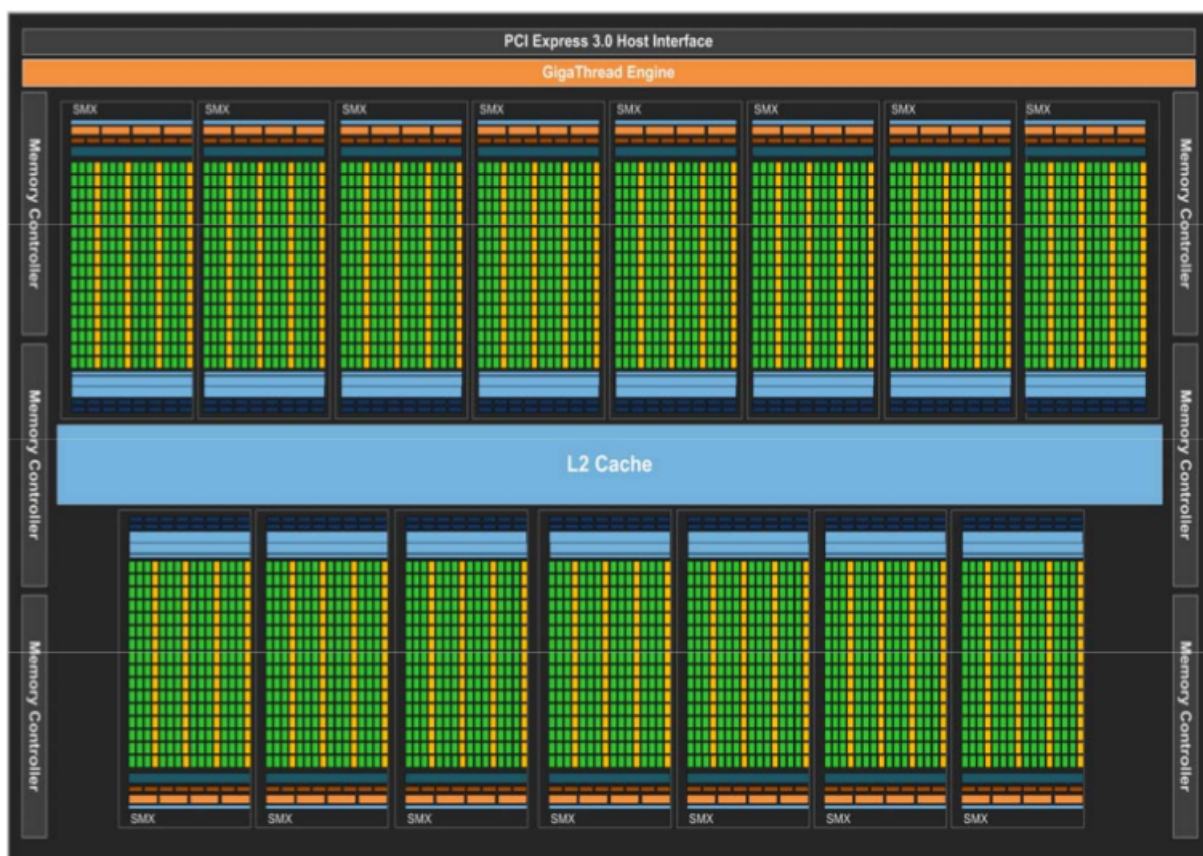 PCI Express 3.0 Host Interface
GigaThread Engine
SMX SMX SMX SMX SMX SMX SMX SMX
Memory Controller
Memory Controller
Memory Controller
L2 Cache
Memory Controller
Memory Controller
Memory Controller
SMX SMX SMX SMX SMX SMX SMX